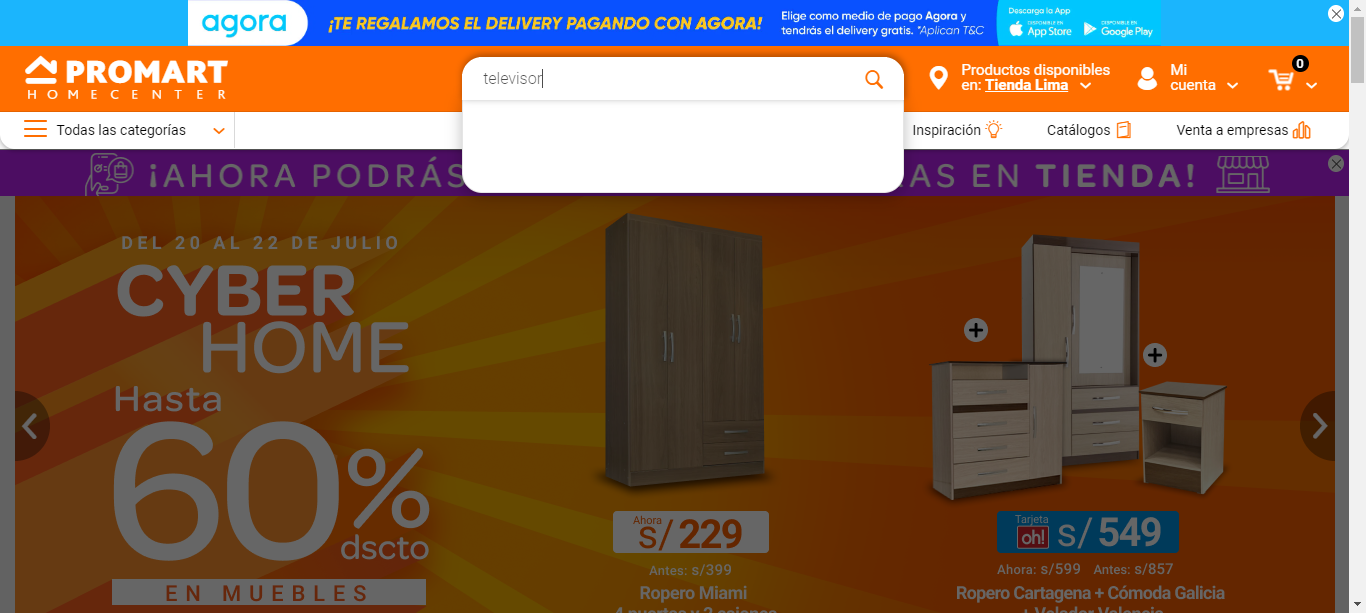 agora
¡TE REGALAMOS EL DELIVERY PAGANDO CON AGORA!
Elige como medio de pago Agora y
tendrás el delivery gratis. *Aplican T&C
Descarga la App
DISPONIBLE EN
App Store
DISPONIBLE EN
Google Play
PROMART
HOMECENTER
televisor
Productos disponibles
en: Tienda Lima
Mi
cuenta
0
Todas las categorías
Inspiración
Catálogos
Venta a empresas
¡AHORA PODRÁS
AS EN TIENDA!
DEL 20 AL 22 DE JULIO
CYBER
HOME
Hasta
60%
dscto
EN MUEBLES
Ahora
S/ 229
Antes: s/399
Ropero Miami
4 puertas y 2 cajones
Tarjeta
oh!
S/ 549
Ahora: s/599 Antes: s/857
Ropero Cartagena + Cómoda Galicia
+ Velador Valencia